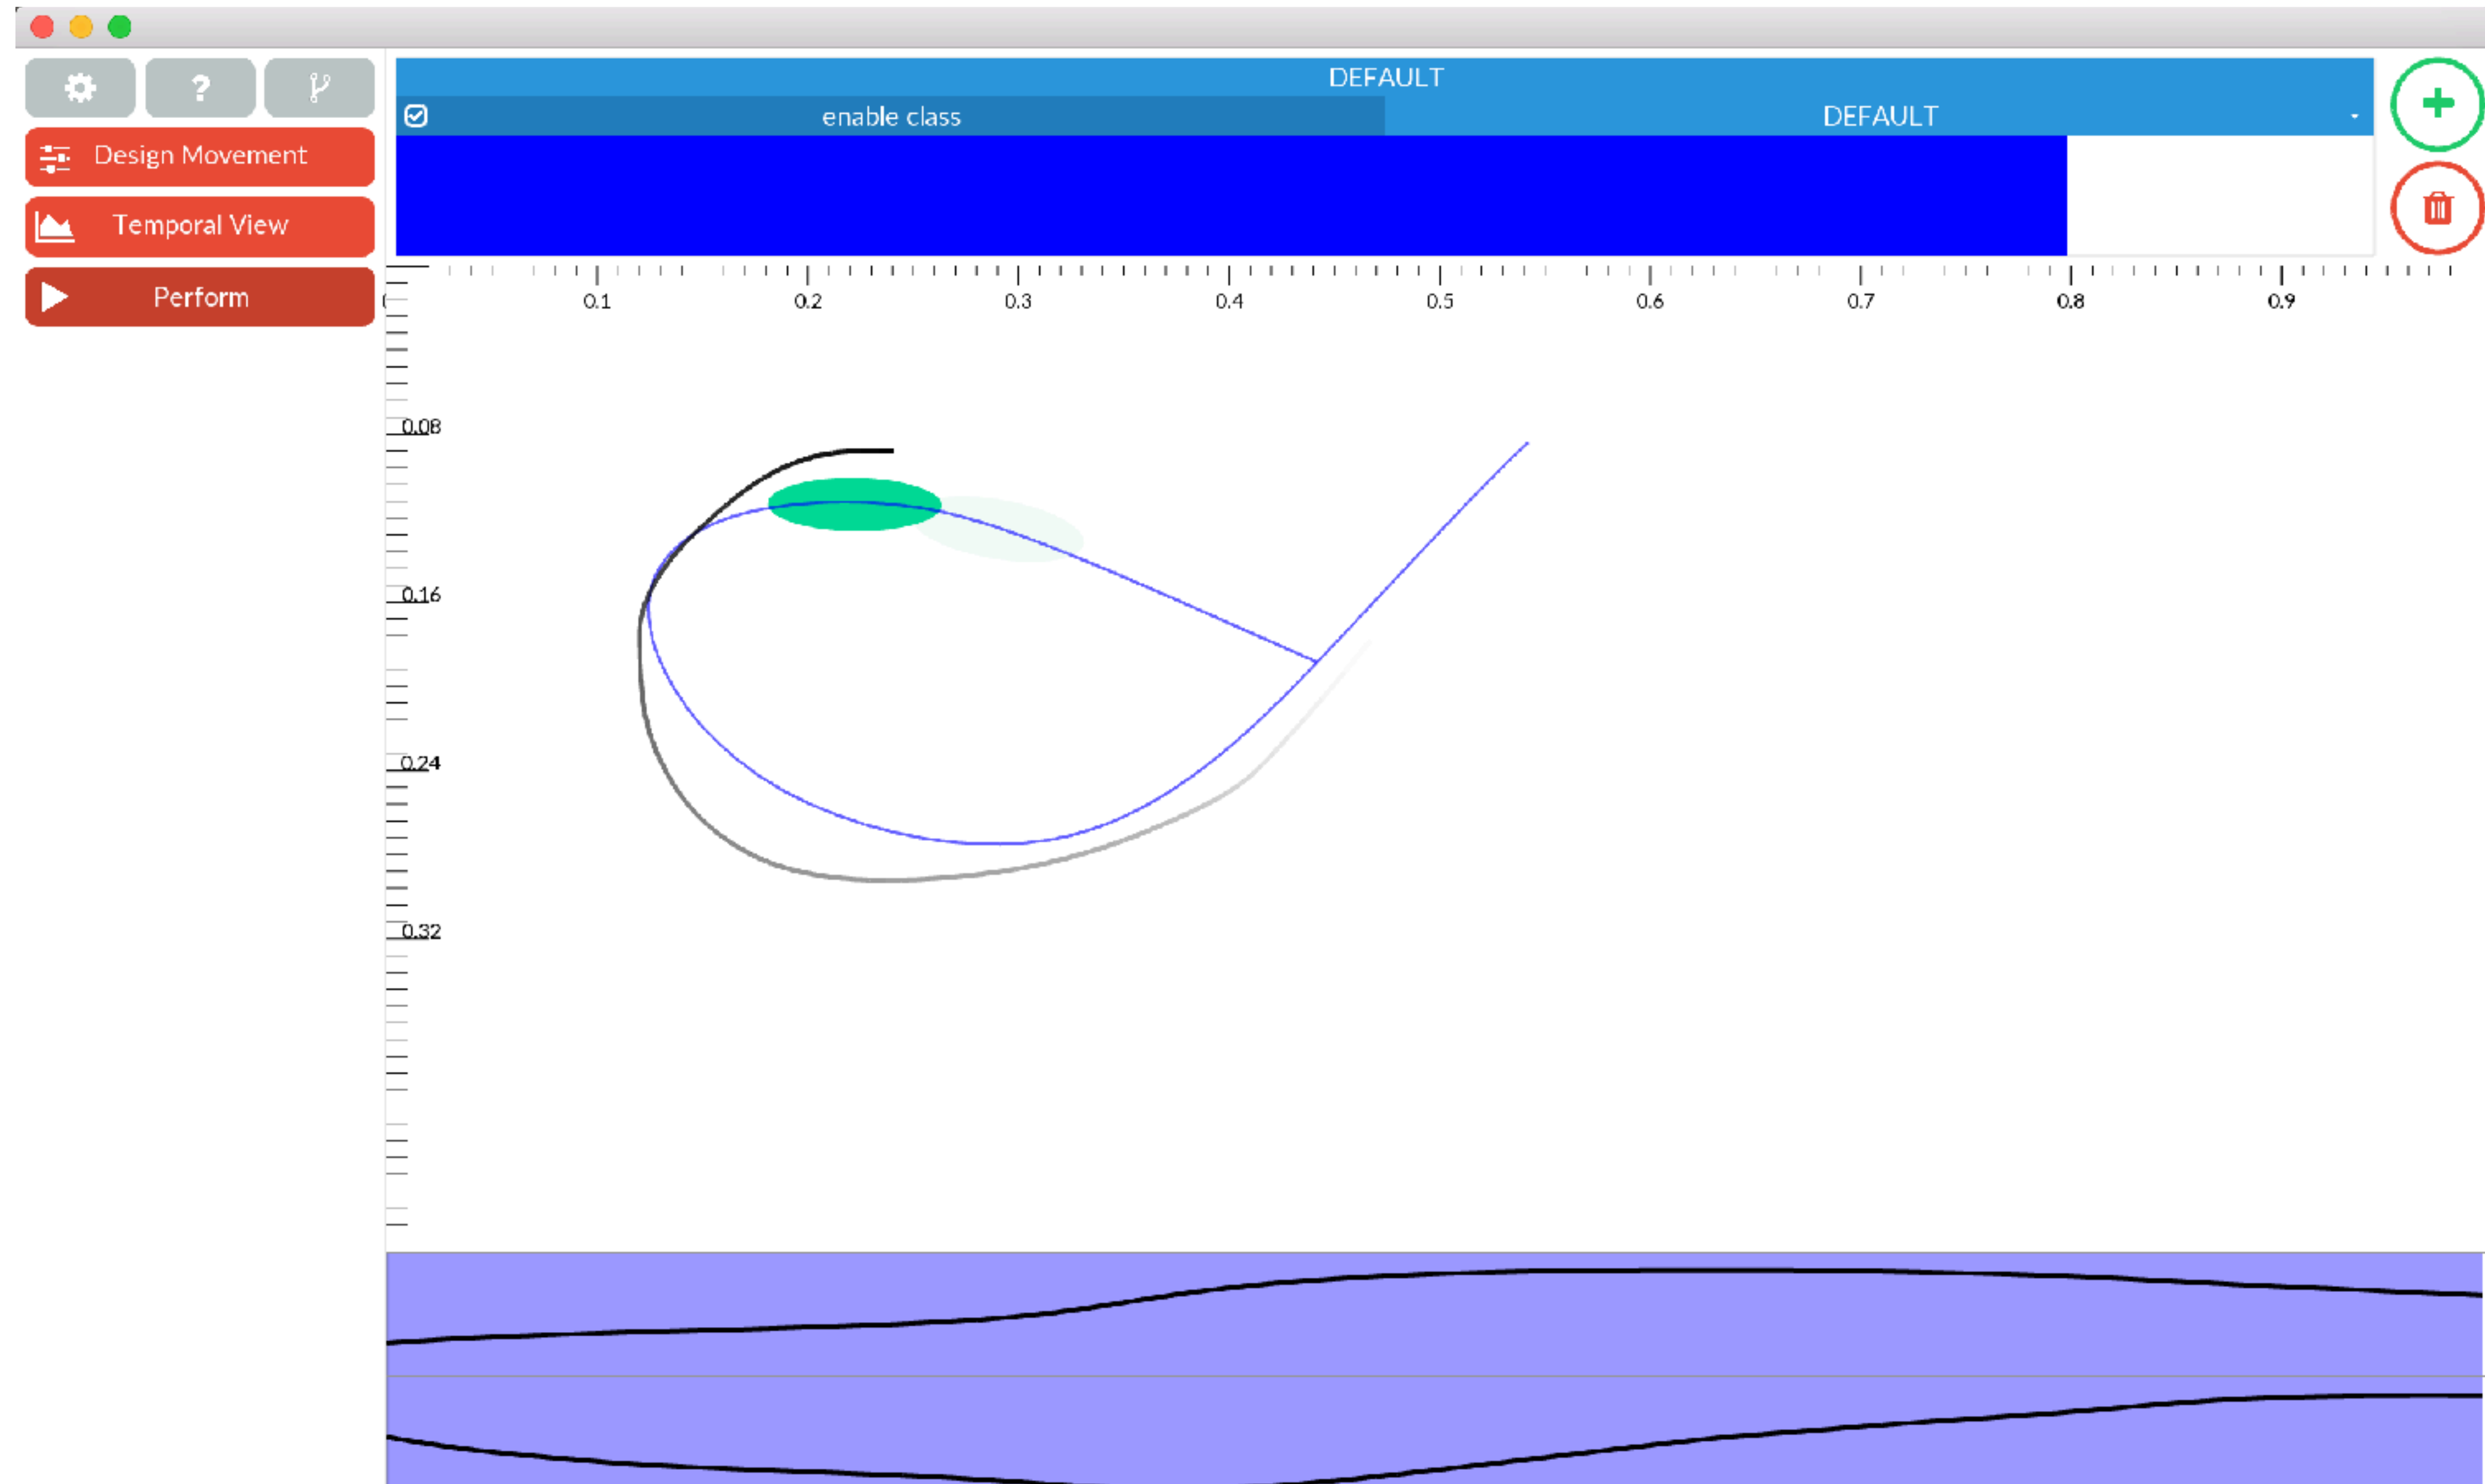 DEFAULT
enable class
DEFAULT
?
Design Movement
Temporal View
Perform
0.1 0.2 0.3 0.4 0.5 0.6 0.7 0.8 0.9
0.08
0.16
0.24
0.32